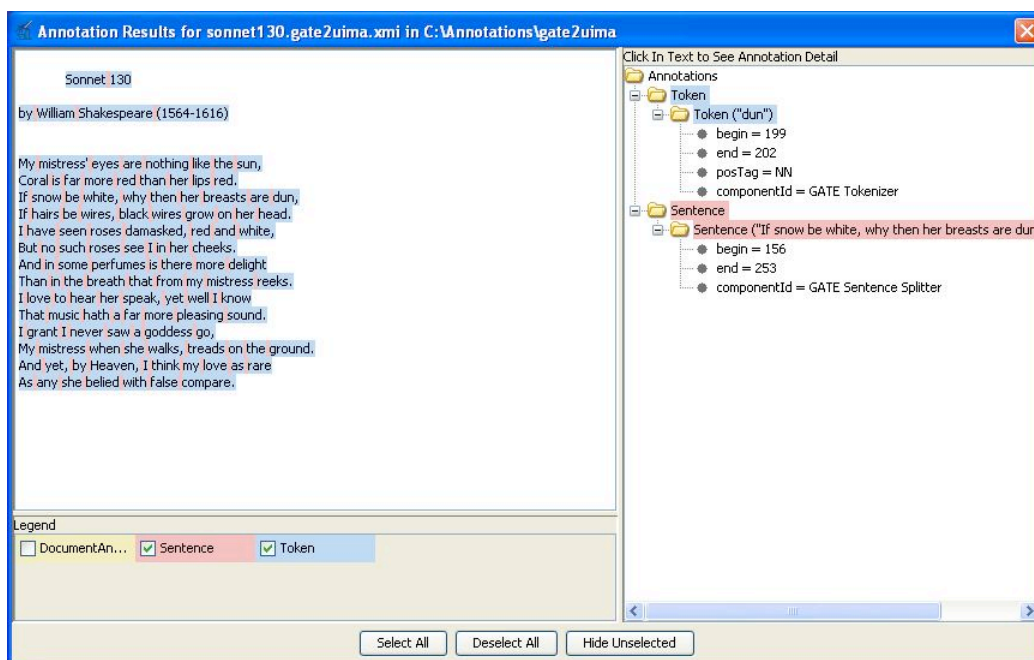 Annotation Results for sonnet130.gate2uima.xmi in C:\Annotations\gate2uima
Sonnet 130
by William Shakespeare (1564-1616)
My mistress' eyes are nothing like the sun,
Coral is far more red than her lips red.
If snow be white, why then her breasts are dun,
If hairs be wires, black wires grow on her head.
I have seen roses damasked, red and white,
But no such roses see I in her cheeks.
And in some perfumes is there more delight
Than in the breath that from my mistress reeks.
I love to hear her speak, yet well I know
That music hath a far more pleasing sound.
I grant I never saw a goddess go,
My mistress when she walks, treads on the ground.
And yet, by Heaven, I think my love as rare
As any she belied with false compare.
Click In Text to See Annotation Detail
Annotations
Token
Token ("dun")
begin = 199
end = 202
posTag = NN
componentId = GATE Tokenizer
Sentence
Sentence ("If snow be white, why then her breasts are dun
begin = 156
end = 253
componentId = GATE Sentence Splitter
Legend
DocumentAn... Sentence Token
Select All Deselect All Hide Unselected